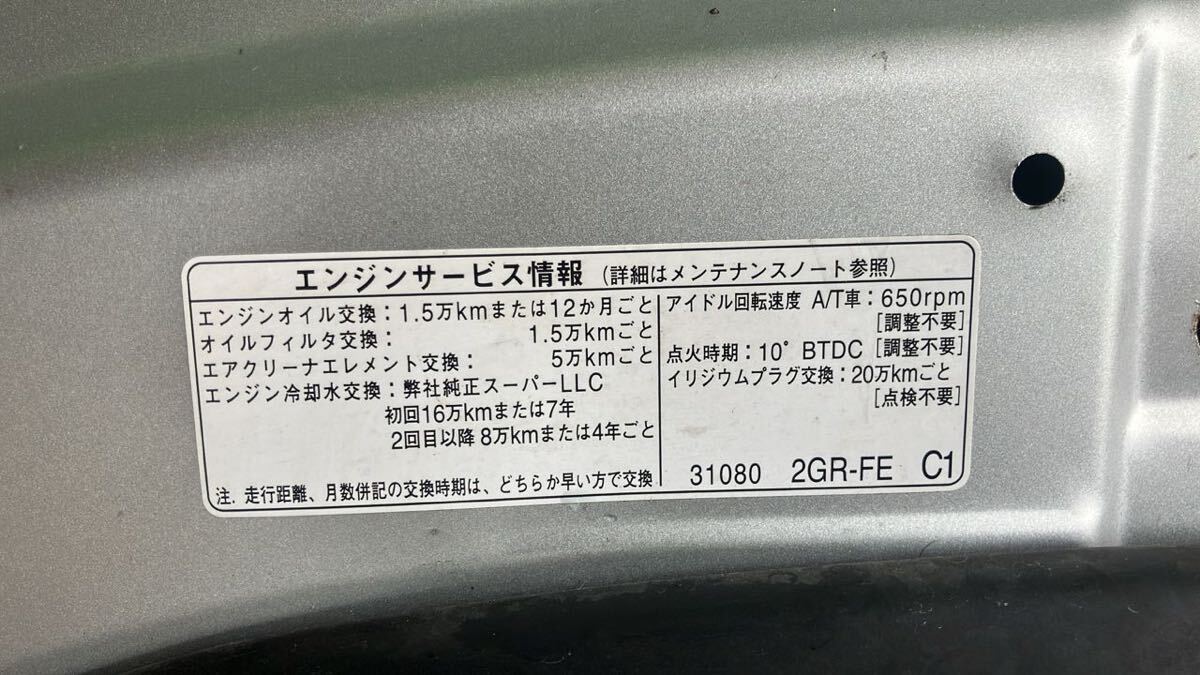 エンジンサービス情報 (詳細はメンテナンスノート参照)
エンジンオイル交換：1.5万kmまたは12か月ごと
オイルフィルタ交換： 1.5万kmごと
エアクリーナエレメント交換： 5万kmごと
エンジン冷却水交換：弊社純正スーパーLLC
初回16万kmまたは7年
2回目以降 8万kmまたは4年ごと
注. 走行距離、月数併記の交換時期は、どちらか早い方で交換
アイドル回転速度 A/T車：650rpm
[調整不要]
点火時期：10° BTDC [調整不要]
イリジウムプラグ交換：20万kmごと
[点検不要]
31080 2GR-FE C1